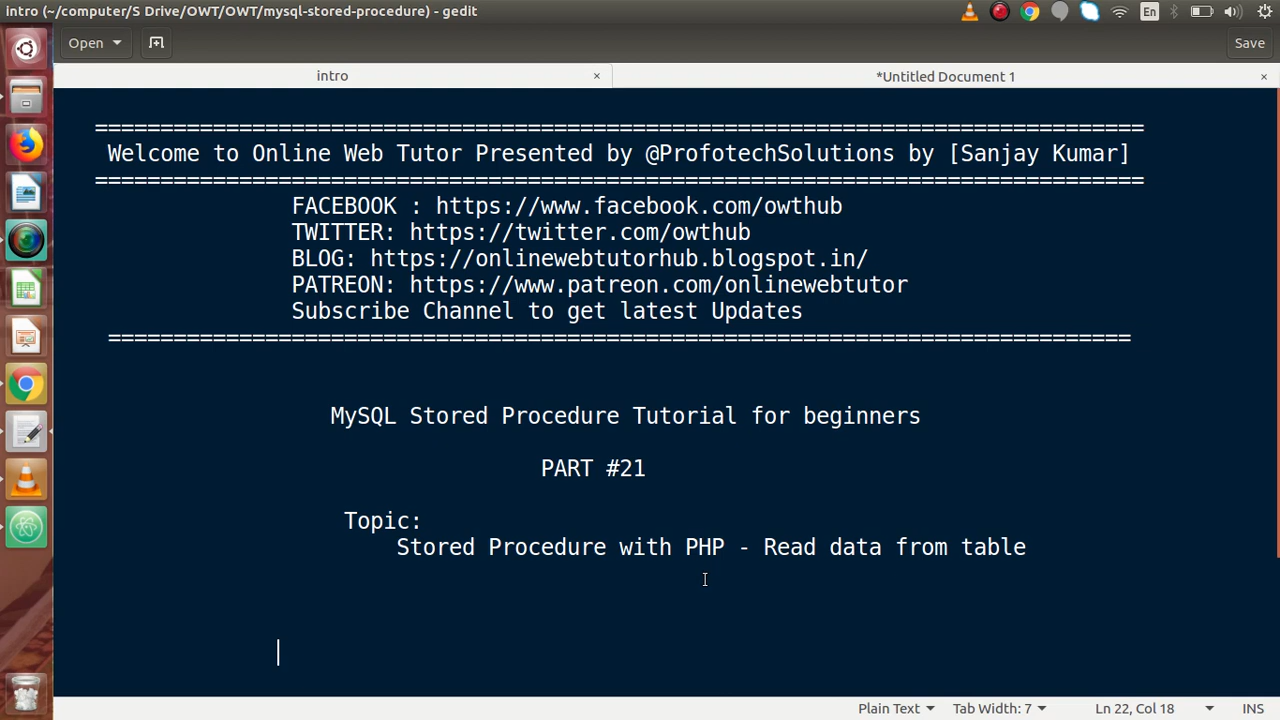 intro (~/computer/S Drive/OWT/OWT/mysql-stored-procedure) - gedit
En
Open
Save
intro ×
*Untitled Document 1 ×
================================================================================
Welcome to Online Web Tutor Presented by @ProfotechSolutions by [Sanjay Kumar]
================================================================================
FACEBOOK : https://www.facebook.com/owthub
TWITTER: https://twitter.com/owthub
BLOG: https://onlinewebtutorhub.blogspot.in/
PATREON: https://www.patreon.com/onlinewebtutor
Subscribe Channel to get latest Updates
==============================================================================
MySQL Stored Procedure Tutorial for beginners
PART #21
Topic:
Stored Procedure with PHP - Read data from table
Plain Text
Tab Width: 7
Ln 22, Col 18
INS